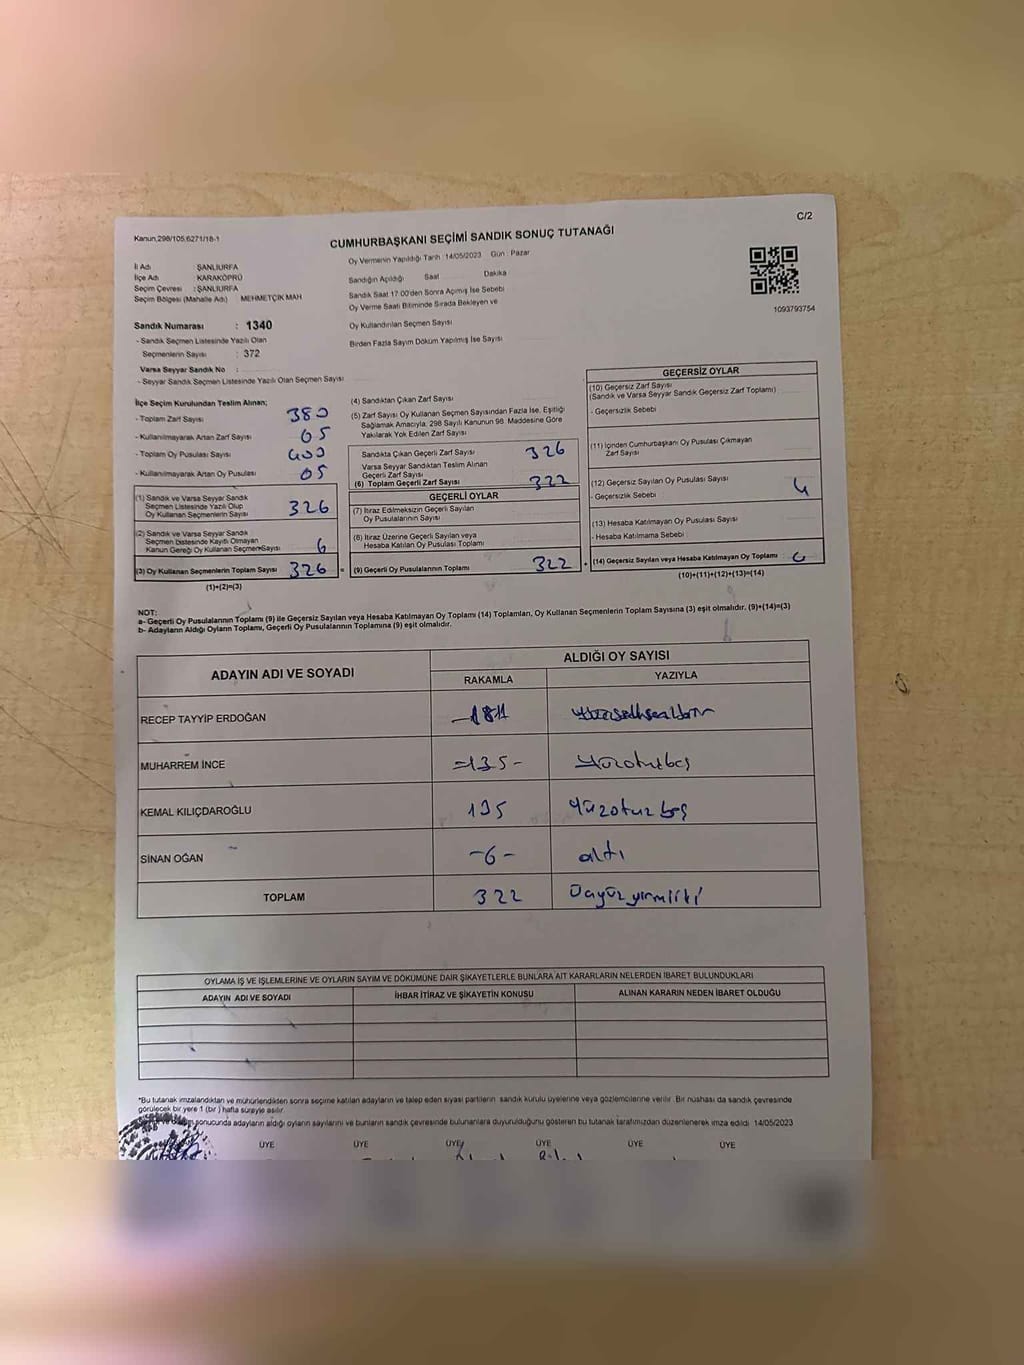 C/2
Kanun,298/105,6271/18-1
CUMHURBAŞKANI SEÇİMİ SANDIK SONUÇ TUTANAĞI
İl Adı ŞANLIURFA
İlçe Adı KARAKÖPRÜ
Seçim Çevresi : ŞANLIURFA
Seçim Bölgesi (Mahalle Adı) MEHMETÇİK MAH
Oy Vermenin Yapıldığı Tarih : 14/05/2023 Gün : Pazar
Sandığın Açıldığı Saat Dakika
Sandık Saat 17:00'den Sonra Açılmış İse Sebebi
Oy Verme Saati Bitiminde Sırada Bekleyen ve
Oy Kullandırılan Seçmen Sayısı
Birden Fazla Sayım Döküm Yapılmış İse Sayısı
1093793754
Sandık Numarası : 1340
- Sandık Seçmen Listesinde Yazılı Olan
Seçmenlerin Sayısı : 372
Varsa Seyyar Sandık No :
- Seyyar Sandık Seçmen Listesinde Yazılı Olan Seçmen Sayısı
İlçe Seçim Kurulundan Teslim Alınan;
- Toplam Zarf Sayısı 380
- Kullanılmayarak Artan Zarf Sayısı 05
- Toplam Oy Pusulası Sayısı 400
- Kullanılmayarak Artan Oy Pusulası 05
(1) Sandık ve Varsa Seyyar Sandık
Seçmen Listesinde Yazılı Olup
Oy Kullanan Seçmenlerin Sayısı 326
(2) Sandık ve Varsa Seyyar Sandık
Seçmen Listesinde Kayıtlı Olmayan
Kanun Gereği Oy Kullanan Seçmen Sayısı 6
(3) Oy Kullanan Seçmenlerin Toplam Sayısı 326 =
(1)+(2)=(3)
(4) Sandıktan Çıkan Zarf Sayısı
(5) Zarf Sayısı Oy Kullanan Seçmen Sayısından Fazla İse, Eşitliği
Sağlamak Amacıyla, 298 Sayılı Kanunun 98. Maddesine Göre
Yakılarak Yok Edilen Zarf Sayısı
Sandıkta Çıkan Geçerli Zarf Sayısı 326
Varsa Seyyar Sandıktan Teslim Alınan
Geçerli Zarf Sayısı
(6) Toplam Geçerli Zarf Sayısı 322
GEÇERLİ OYLAR
(7) İtiraz Edilmeksizin Geçerli Sayılan
Oy Pusulalarının Sayısı
(8) İtiraz Üzerine Geçerli Sayılan veya
Hesaba Katılan Oy Pusulası Toplamı
(9) Geçerli Oy Pusulalarının Toplamı 322 +
GEÇERSİZ OYLAR
(10) Geçersiz Zarf Sayısı
(Sandık ve Varsa Seyyar Sandık Geçersiz Zarf Toplamı)
- Geçersizlik Sebebi
(11) İçinden Cumhurbaşkanı Oy Pusulası Çıkmayan
Zarf Sayısı
(12) Geçersiz Sayılan Oy Pusulası Sayısı 4
- Geçersizlik Sebebi
(13) Hesaba Katılmayan Oy Pusulası Sayısı
- Hesaba Katılmama Sebebi
(14) Geçersiz Sayılan veya Hesaba Katılmayan Oy Toplamı
(10)+(11)+(12)+(13)=(14)
NOT:
a- Geçerli Oy Pusulalarının Toplamı (9) ile Geçersiz Sayılan veya Hesaba Katılmayan Oy Toplamı (14) Toplamları, Oy Kullanan Seçmenlerin Toplam Sayısına (3) eşit olmalıdır. (9)+(14)=(3)
b- Adayların Aldığı Oyların Toplamı, Geçerli Oy Pusulalarının Toplamına (9) eşit olmalıdır.
ADAYIN ADI VE SOYADI
ALDIĞI OY SAYISI
RAKAMLA YAZIYLA
RECEP TAYYİP ERDOĞAN
MUHARREM İNCE =135- Yüzotuzbeş
KEMAL KILIÇDAROĞLU 135 Yüzotuz beş
SİNAN OĞAN -6- altı
TOPLAM 322 Üçyüzyirmiiki
OYLAMA İŞ VE İŞLEMLERİNE VE OYLARIN SAYIM VE DÖKÜMÜNE DAİR ŞİKAYETLERLE BUNLARA AİT KARARLARIN NELERDEN İBARET BULUNDUKLARI
ADAYIN ADI VE SOYADI İHBAR İTİRAZ VE ŞİKAYETİN KONUSU ALINAN KARARIN NEDEN İBARET OLDUĞU
*Bu tutanak imzalandıktan ve mühürlendikten sonra seçime katılan adayların ve talep eden siyasi partilerin sandık kurulu üyelerine veya gözlemcilerine verilir. Bir nüshası da sandık çevresinde
görülecek bir yere 1 (bir) hafta süreyle asılır.
sonucunda adayların aldığı oyların sayılarını ve bunların sandık çevresinde bulunanlara duyurulduğunu gösteren bu tutanak tarafımızdan düzenlenerek imza edildi 14/05/2023
ÜYE ÜYE ÜYE ÜYE ÜYE ÜYE